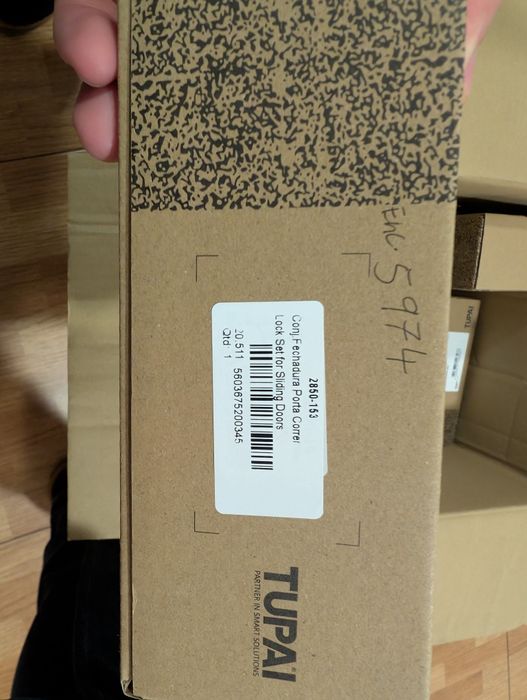 Enc. 5974
2850-153
Conj.Fechadura Porta Correr
Lock Set for Sliding Doors
20.511 5603675200345
Qtd 1
TUPAI
PARTNER IN SMART SOLUTIONS
TUPAI